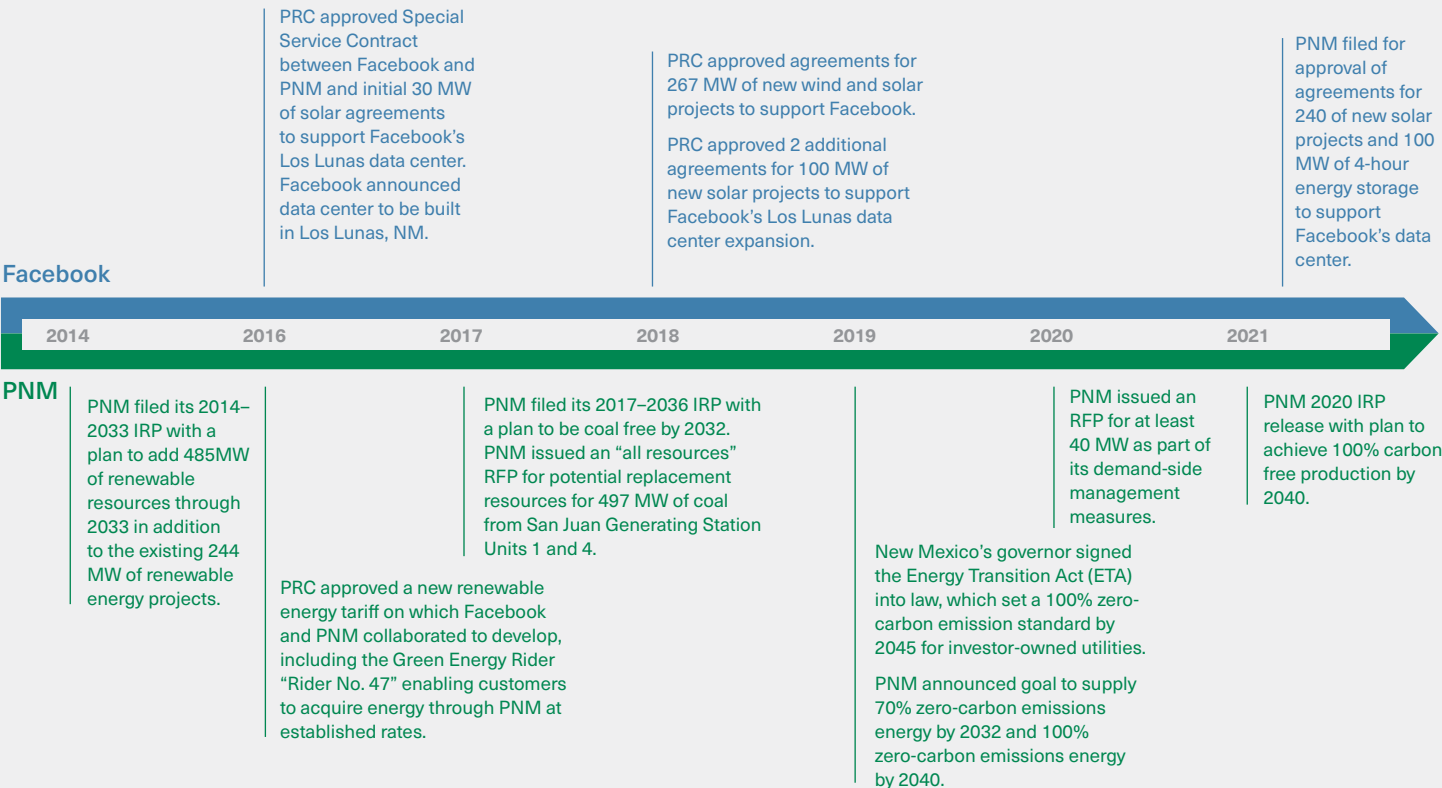 PRC approved Special
Service Contract
between Facebook and
PNM and initial 30 MW
of solar agreements
to support Facebook's
Los Lunas data center.
Facebook announced
data center to be built
in Los Lunas, NM.
PRC approved agreements for
267 MW of new wind and solar
projects to support Facebook.
PRC approved 2 additional
agreements for 100 MW of
new solar projects to support
Facebook's Los Lunas data
center expansion.
PNM filed for
approval of
agreements for
240 of new solar
projects and 100
MW of 4-hour
energy storage
to support
Facebook's data
center.
Facebook
2014 2016 2017 2018 2019 2020 2021
PNM
PNM filed its 2014–
2033 IRP with a
plan to add 485MW
of renewable
resources through
2033 in addition
to the existing 244
MW of renewable
energy projects.
PRC approved a new renewable
energy tariff on which Facebook
and PNM collaborated to develop,
including the Green Energy Rider
“Rider No. 47” enabling customers
to acquire energy through PNM at
established rates.
PNM filed its 2017–2036 IRP with
a plan to be coal free by 2032.
PNM issued an “all resources”
RFP for potential replacement
resources for 497 MW of coal
from San Juan Generating Station
Units 1 and 4.
New Mexico's governor signed
the Energy Transition Act (ETA)
into law, which set a 100% zero-
carbon emission standard by
2045 for investor-owned utilities.
PNM announced goal to supply
70% zero-carbon emissions
energy by 2032 and 100%
zero-carbon emissions energy
by 2040.
PNM issued an
RFP for at least
40 MW as part of
its demand-side
management
measures.
PNM 2020 IRP
release with plan to
achieve 100% carbon
free production by
2040.